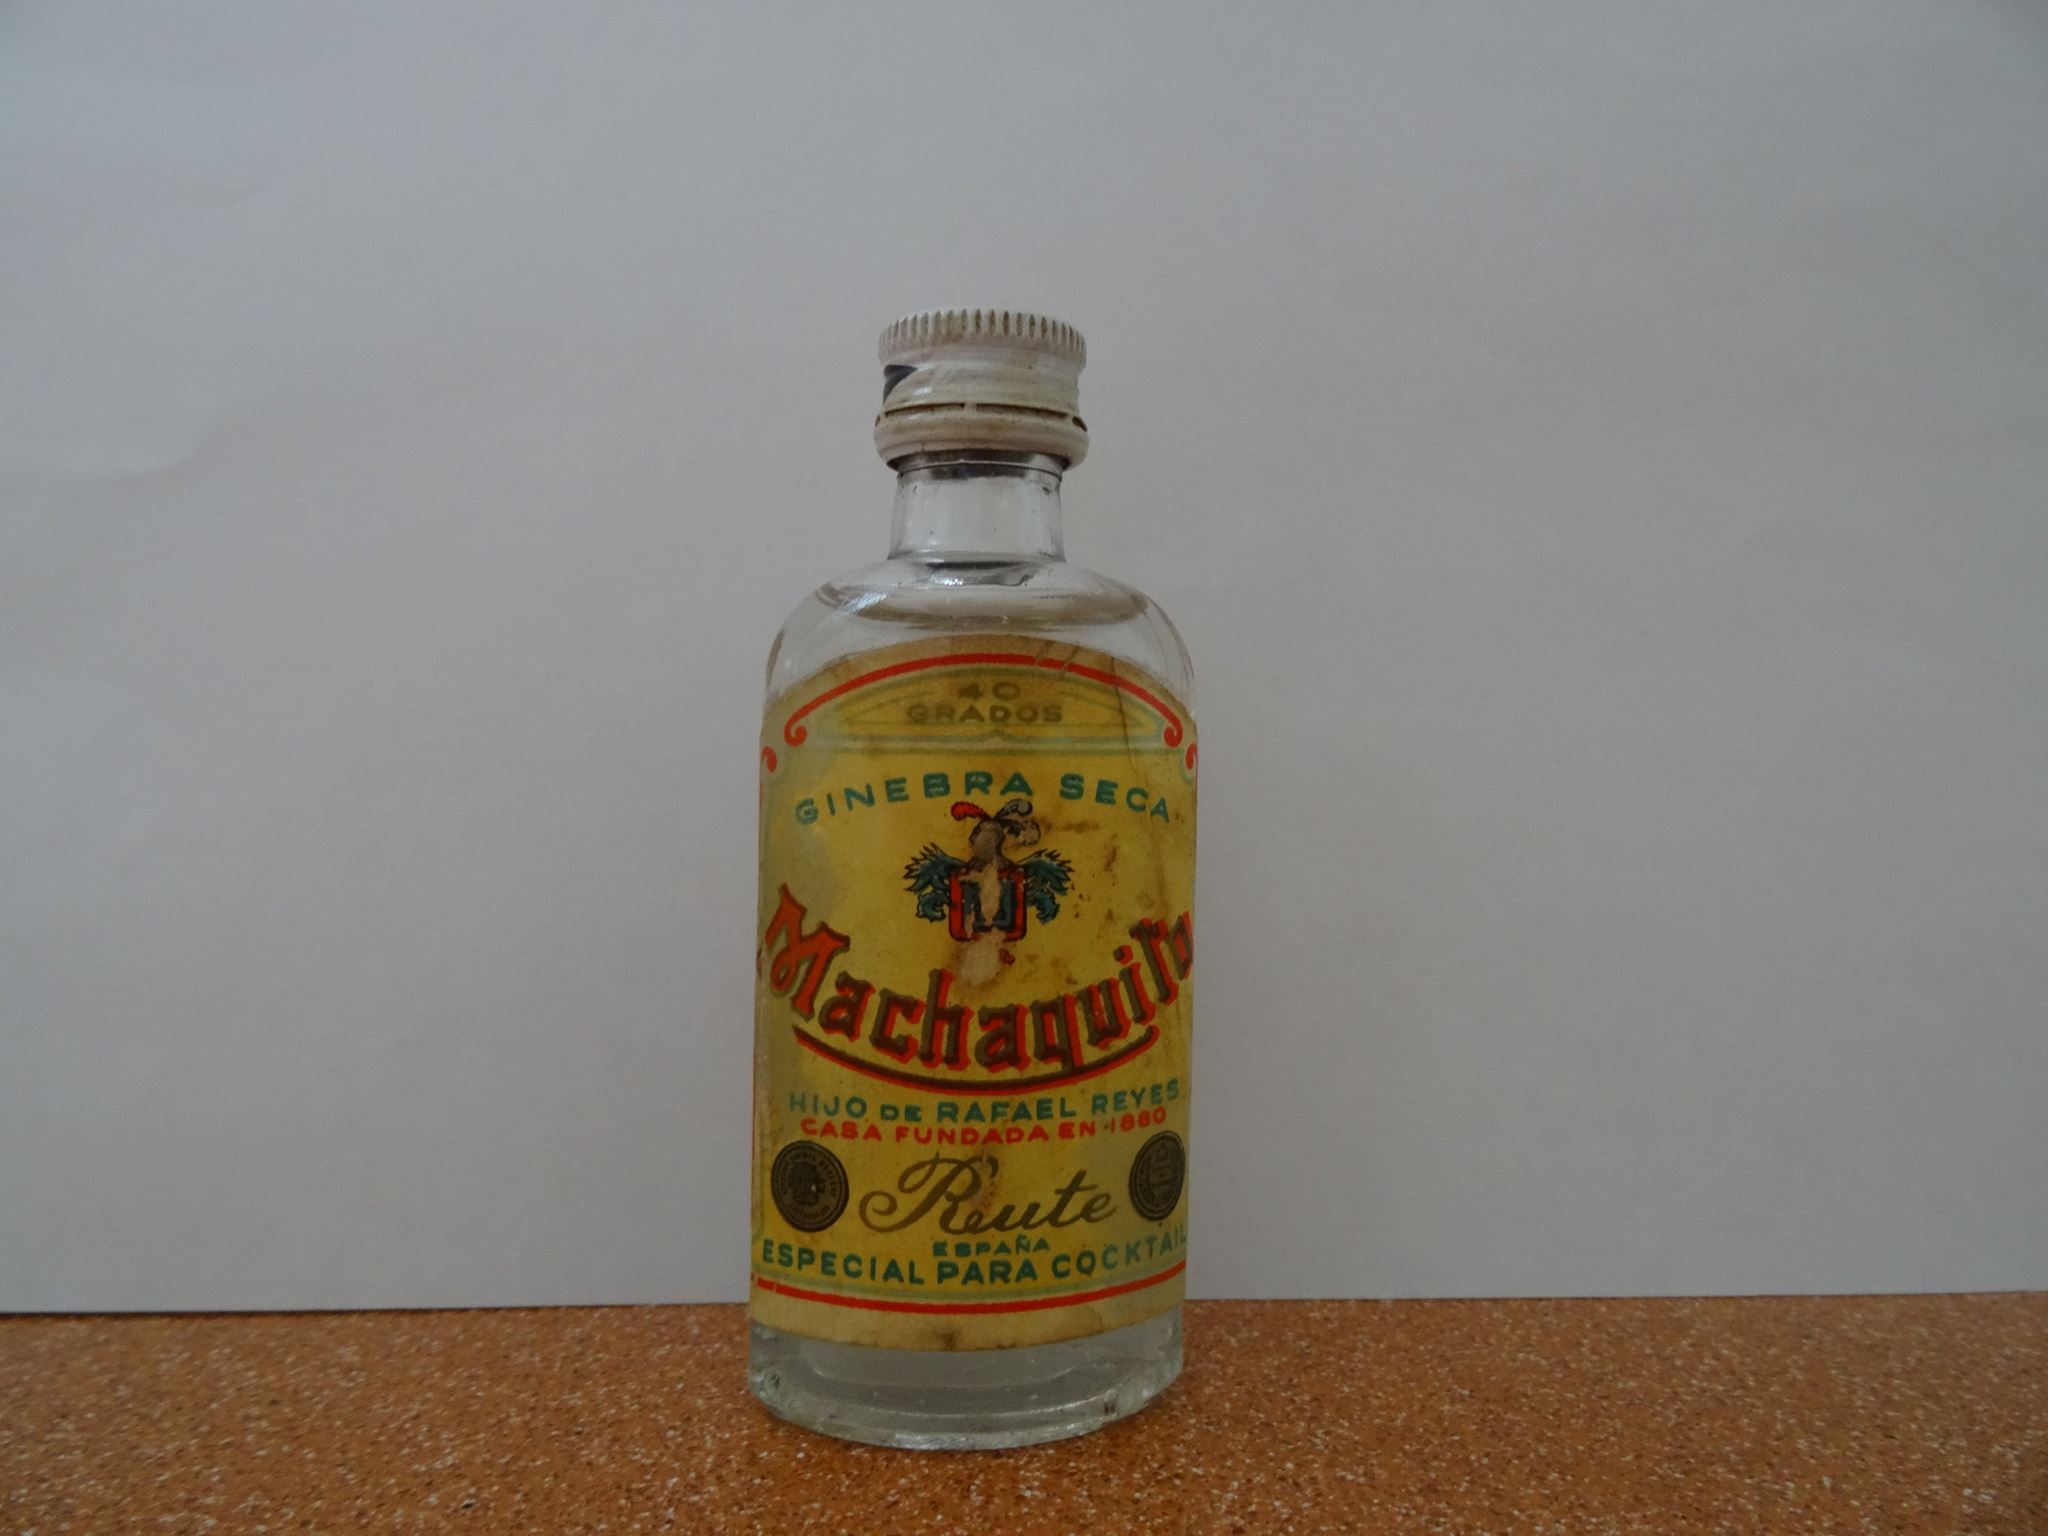 40
GRADOS
GINEBRA SECA
Machaquito
HIJO DE RAFAEL REYES
CASA FUNDADA EN 1880
Rute
ESPAÑA
ESPECIAL PARA COCKTAIL